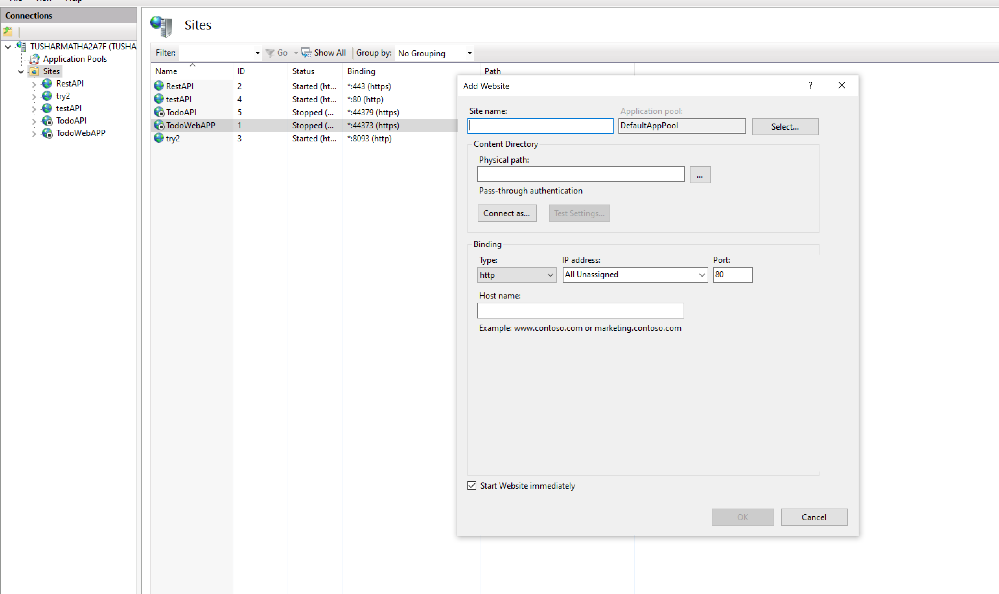 View Help
Connections
TUSHARMATHA2A7F (TUSHA
Application Pools
Sites
RestAPI
try2
testAPI
TodoAPI
TodoWebAPP
Sites
Filter: Go Show All Group by: No Grouping
Name ID Status Binding Path
RestAPI 2 Started (ht... *:443 (https)
testAPI 4 Started (ht... *:80 (http)
TodoAPI 5 Stopped (... *:44379 (https)
TodoWebAPP 1 Stopped (... *:44373 (https)
try2 3 Started (ht... *:8093 (http)
Add Website ?
Site name: Application pool:
DefaultAppPool Select...
Content Directory
Physical path:
...
Pass-through authentication
Connect as... Test Settings...
Binding
Type: IP address: Port:
http All Unassigned 80
Host name:
Example: www.contoso.com or marketing.contoso.com
Start Website immediately
OK Cancel